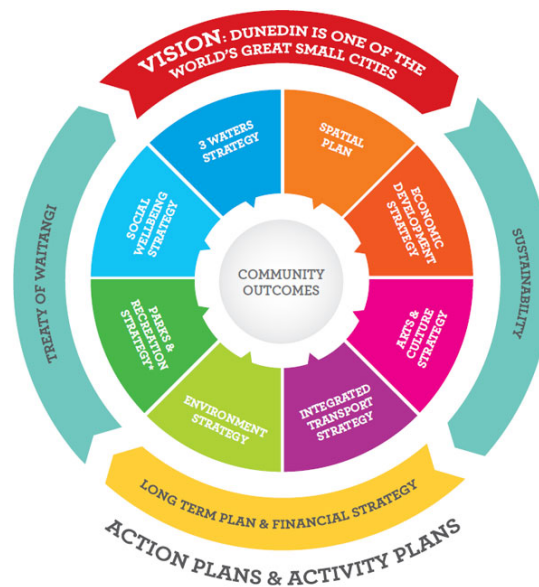 VISION: DUNEDIN IS ONE OF THE
WORLD'S GREAT SMALL CITIES
3 WATERS
STRATEGY
SPATIAL
PLAN
SOCIAL
WELLBEING
STRATEGY
ECONOMIC
DEVELOPMENT
STRATEGY
TREATY OF WAITANGI
COMMUNITY
OUTCOMES
SUSTAINABILITY
PARKS &
RECREATION
STRATEGY*
ARTS &
CULTURE
STRATEGY
ENVIRONMENT
STRATEGY
INTEGRATED
TRANSPORT
STRATEGY
LONG TERM PLAN & FINANCIAL STRATEGY
ACTION PLANS & ACTIVITY PLANS